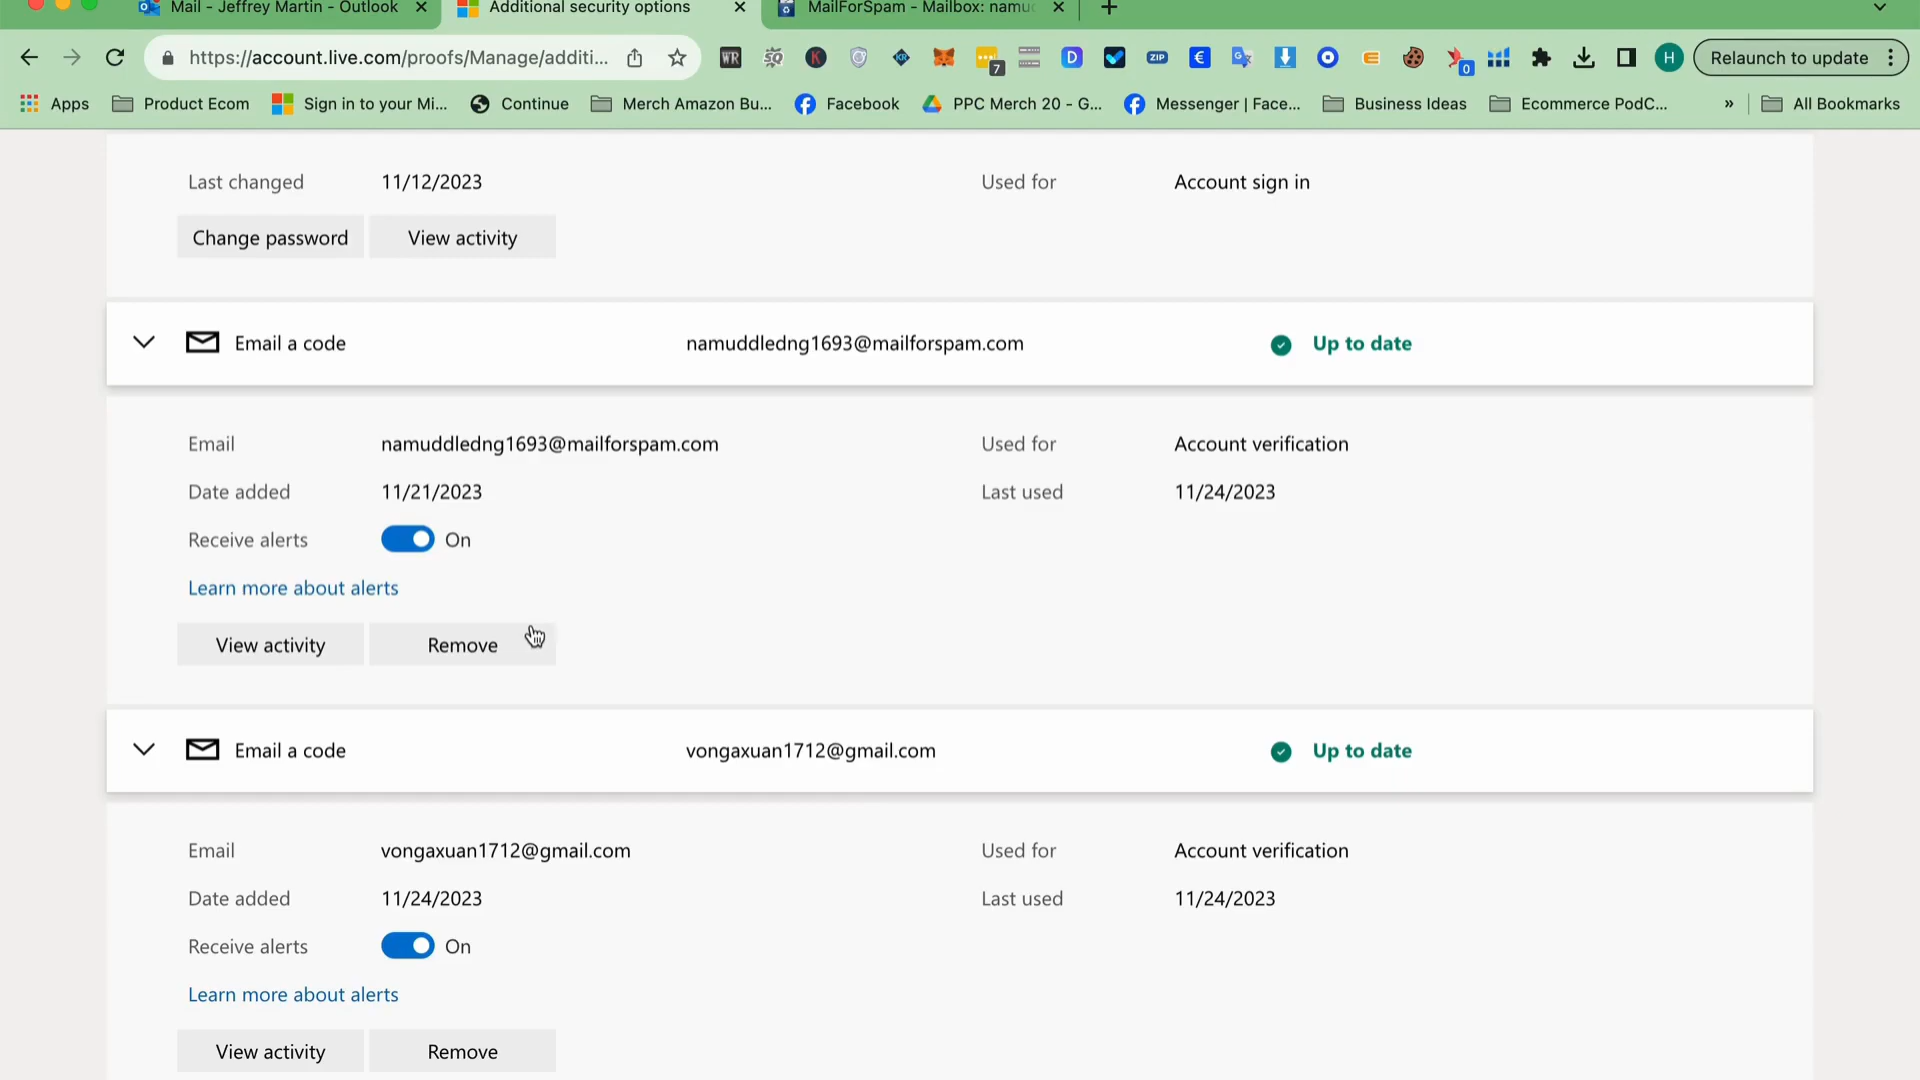 Mail - Jeffrey Martin - Outlook
Additional security options
MailForSpam - Mailbox: namu
https://account.live.com/proofs/Manage/additi...
WR
SQ
K
KR
7
D
ZIP
€
0
H
Relaunch to update
Apps
Product Ecom
Sign in to your Mi...
Continue
Merch Amazon Bu...
Facebook
PPC Merch 20 - G...
Messenger | Face...
Business Ideas
Ecommerce PodC...
»
All Bookmarks
Last changed 11/12/2023 Used for Account sign in
Change password View activity
Email a code namuddledng1693@mailforspam.com Up to date
Email namuddledng1693@mailforspam.com Used for Account verification
Date added 11/21/2023 Last used 11/24/2023
Receive alerts On
Learn more about alerts
View activity Remove
Email a code vongaxuan1712@gmail.com Up to date
Email vongaxuan1712@gmail.com Used for Account verification
Date added 11/24/2023 Last used 11/24/2023
Receive alerts On
Learn more about alerts
View activity Remove